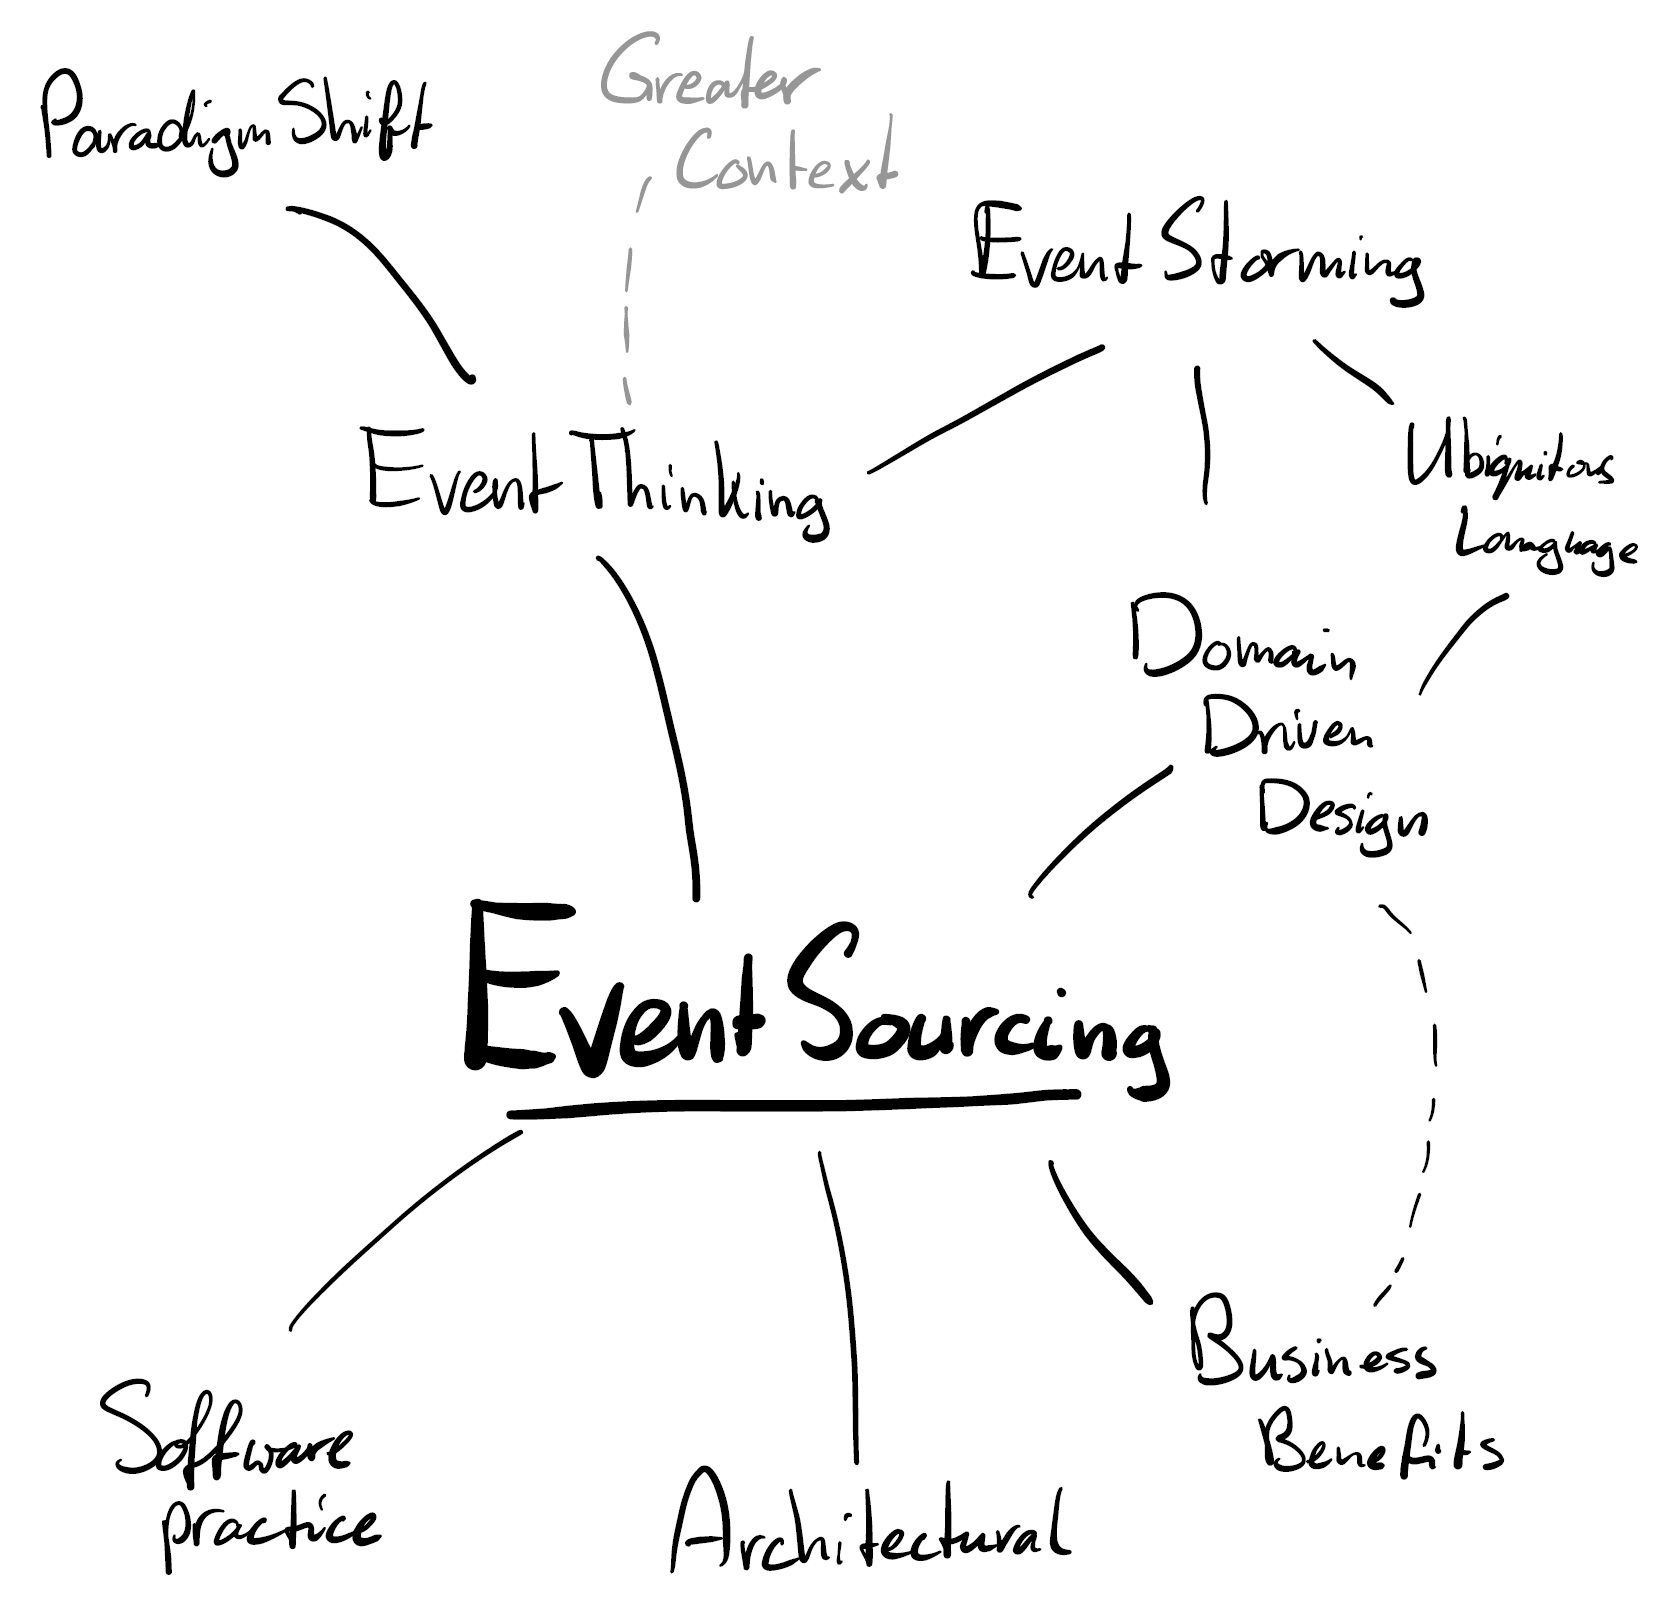 Paradigm Shift
Greater
Context
Event Storming
Event Thinking
Ubiquitous
Language
Domain
Driven
Design
Event Sourcing
Software
practice
Architectural
Business
Benefits